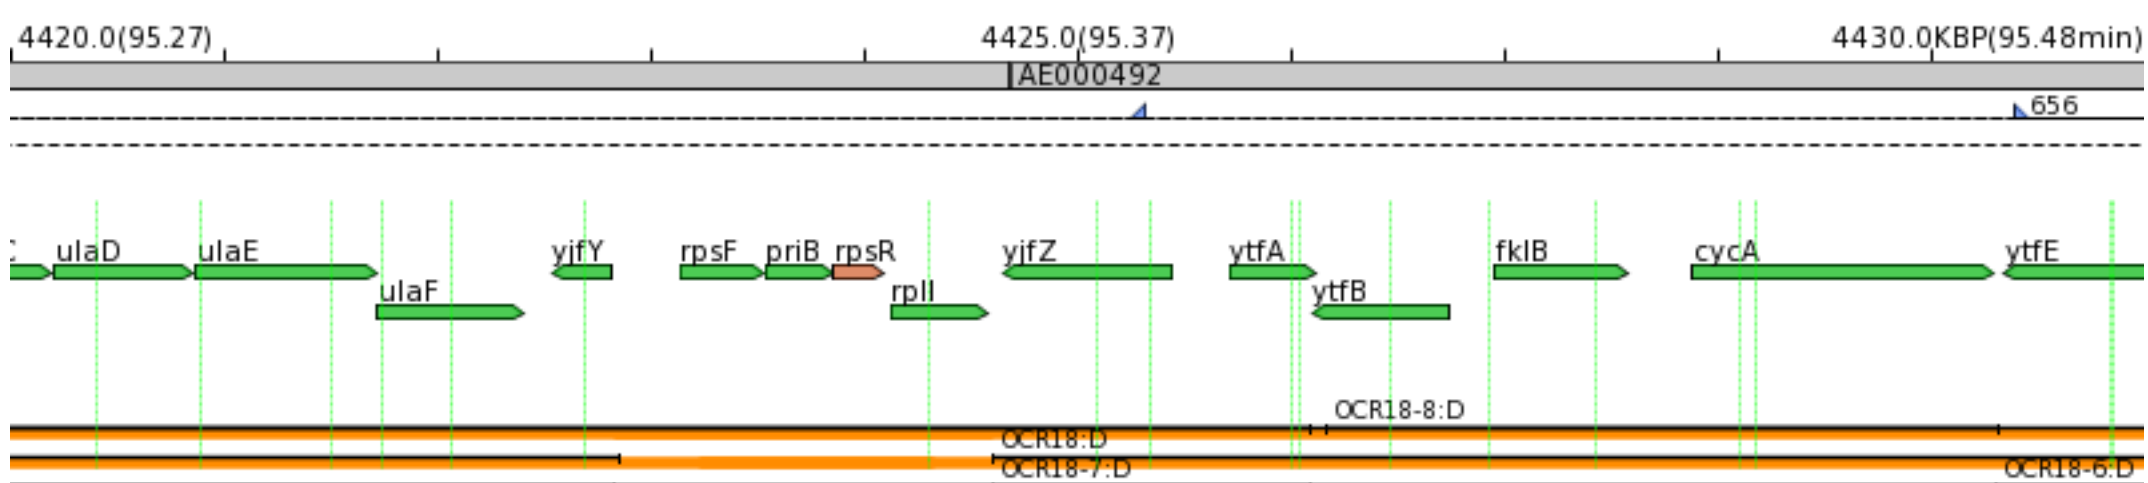 4420.0(95.27) 4425.0(95.37) 4430.0KBP(95.48min)
AE000492
656
C ulaD ulaE yjfY rpsF priB rpsR yjfZ ytfA fklB cycA ytfE
ulaF rplI ytfB
OCR18-8:D
OCR18:D
OCR18-7:D OCR18-6:D